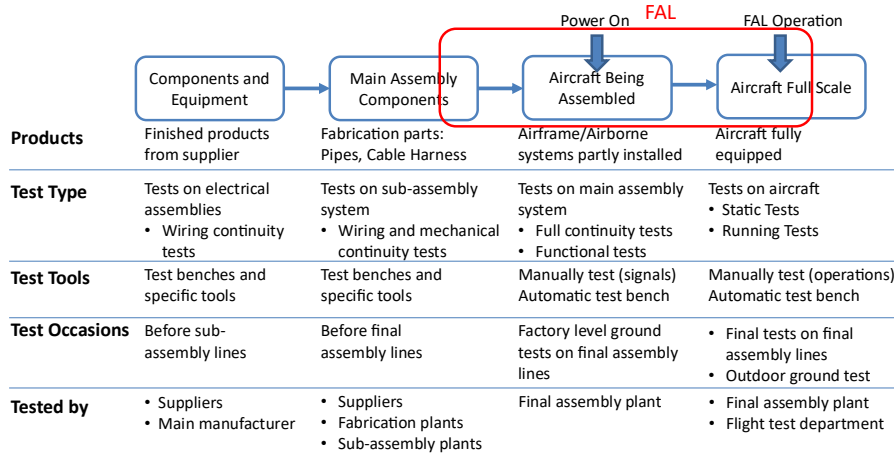 Power On
FAL
FAL Operation
Components and
Equipment
Main Assembly
Components
Aircraft Being
Assembled
Aircraft Full Scale
Products
Finished products
from supplier
Fabrication parts:
Pipes, Cable Harness
Airframe/Airborne
systems partly installed
Aircraft fully
equipped
Test Type
Tests on electrical
assemblies
• Wiring continuity
tests
Tests on sub-assembly
system
• Wiring and mechanical
continuity tests
Tests on main assembly
system
• Full continuity tests
• Functional tests
Tests on aircraft
• Static Tests
• Running Tests
Test Tools
Test benches and
specific tools
Test benches and
specific tools
Manually test (signals)
Automatic test bench
Manually test (operations)
Automatic test bench
Test Occasions
Before sub-
assembly lines
Before final
assembly lines
Factory level ground
tests on final assembly
lines
• Final tests on final
assembly lines
• Outdoor ground test
Tested by
• Suppliers
• Main manufacturer
• Suppliers
• Fabrication plants
• Sub-assembly plants
Final assembly plant
• Final assembly plant
• Flight test department